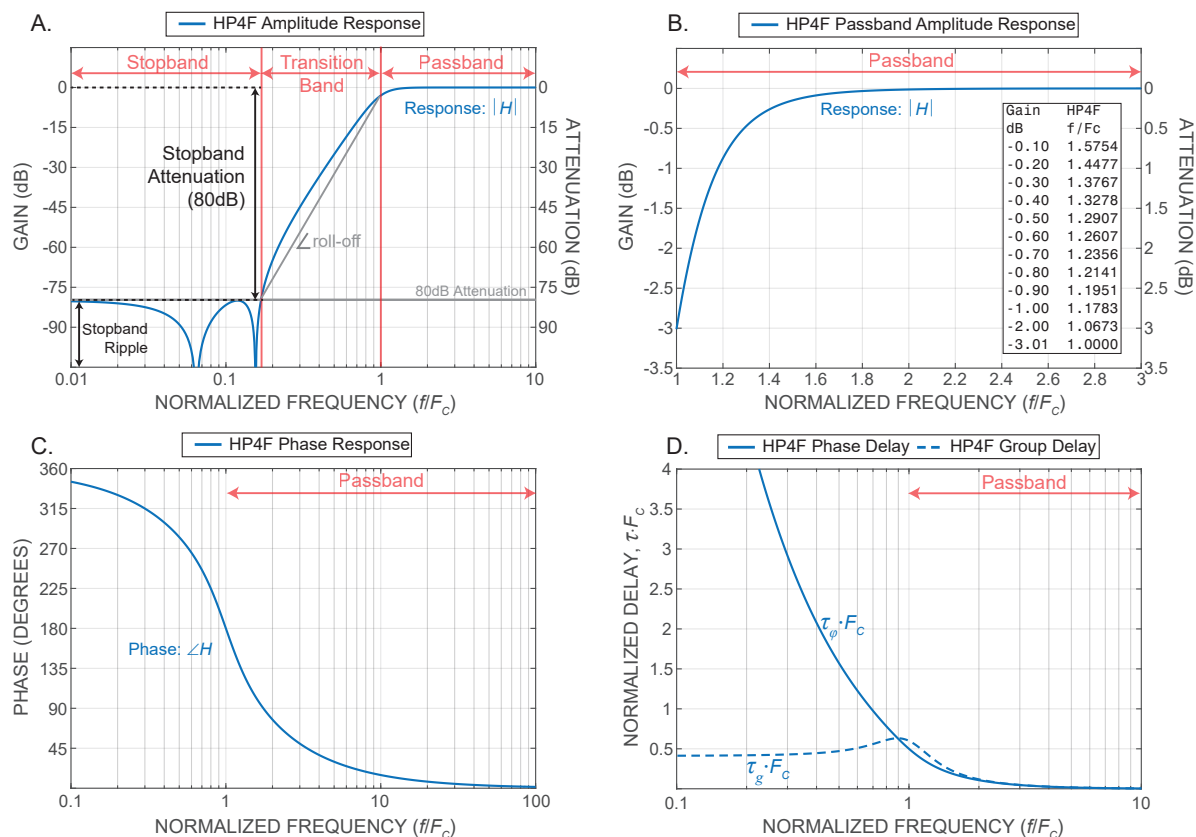 A.
HP4F Amplitude Response
Stopband
Transition Band
Passband
0
-15
-30
-45
-60
-75
-90
GAIN (dB)
Stopband
Attenuation
(80dB)
Response: |H|
∠roll-off
80dB Attenuation
Stopband
Ripple
0
15
30
45
60
75
90
ATTENUATION (dB)
0.01
0.1
1
10
NORMALIZED FREQUENCY (f/F_C)
B.
HP4F Passband Amplitude Response
Passband
0
-0.5
-1
-1.5
-2
-2.5
-3
-3.5
GAIN (dB)
Response: |H|
Gain HP4F
dB f/Fc
-0.10 1.5754
-0.20 1.4477
-0.30 1.3767
-0.40 1.3278
-0.50 1.2907
-0.60 1.2607
-0.70 1.2356
-0.80 1.2141
-0.90 1.1951
-1.00 1.1783
-2.00 1.0673
-3.01 1.0000
0
0.5
1
1.5
2
2.5
3
3.5
ATTENUATION (dB)
1
1.2
1.4
1.6
1.8
2
2.2
2.4
2.6
2.8
3
NORMALIZED FREQUENCY (f/F_C)
C.
HP4F Phase Response
Passband
360
315
270
225
180
135
90
45
PHASE (DEGREES)
Phase: ∠H
0.1
1
10
100
NORMALIZED FREQUENCY (f/F_C)
D.
HP4F Phase Delay
HP4F Group Delay
Passband
4
3.5
3
2.5
2
1.5
1
0.5
NORMALIZED DELAY, τ·F_C
τ_φ·F_C
τ_g·F_C
0.1
1
10
NORMALIZED FREQUENCY (f/F_C)